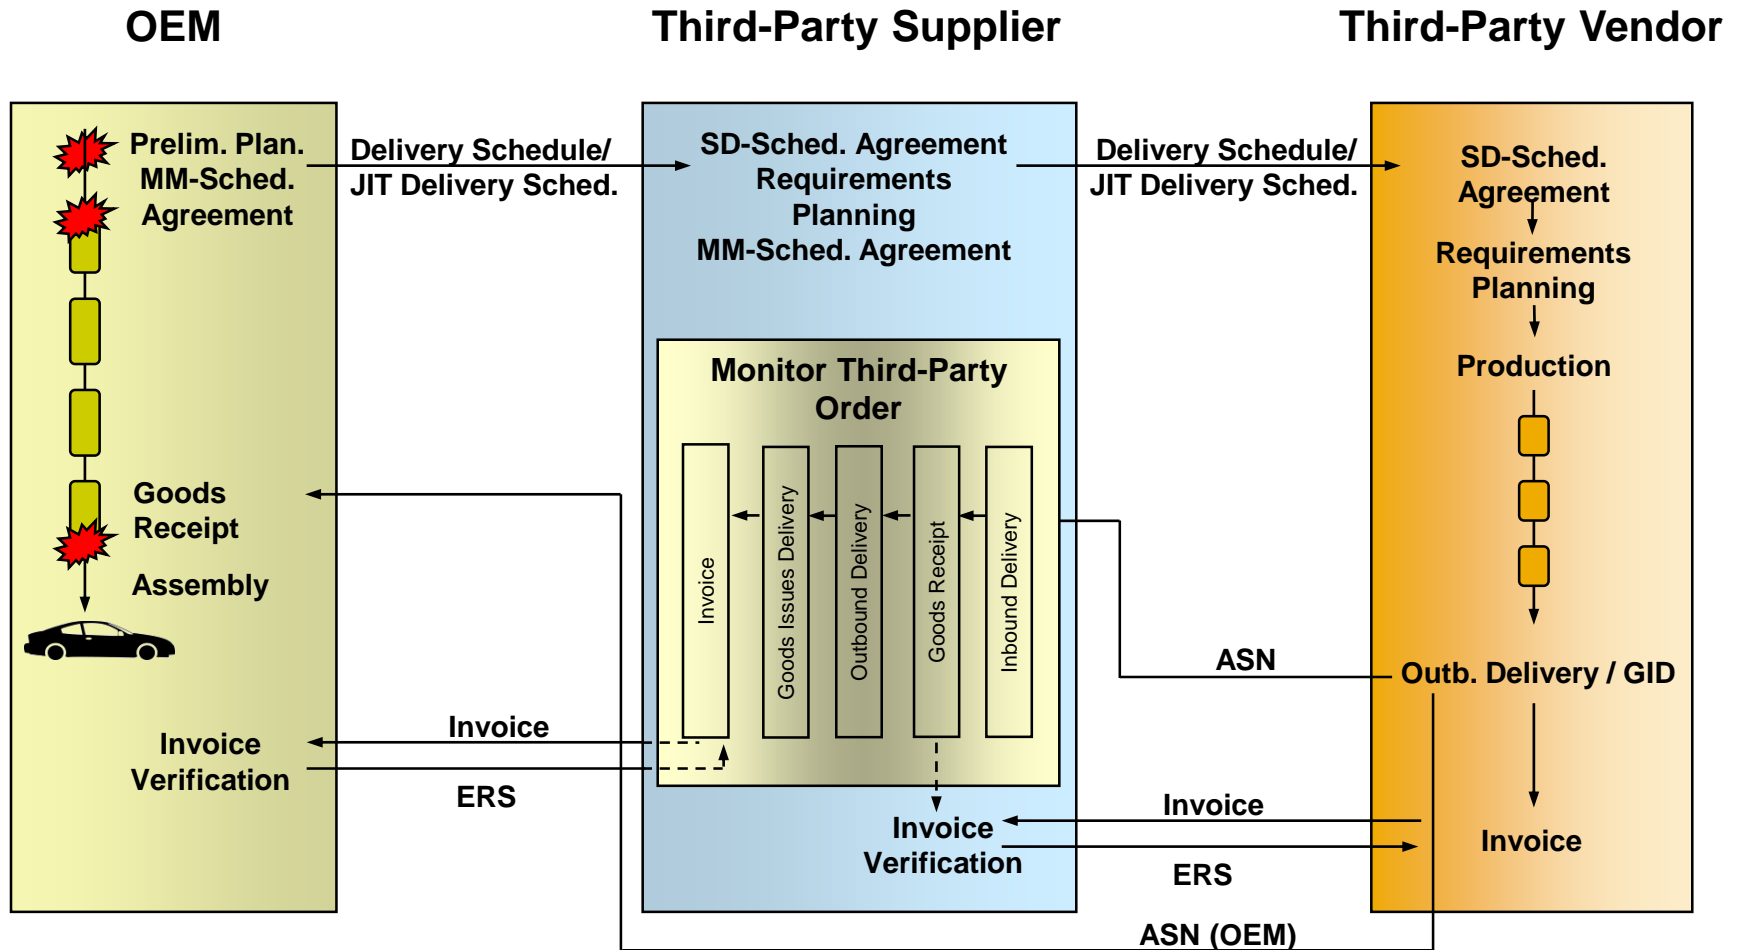 OEM
Third-Party Supplier
Third-Party Vendor
Prelim. Plan.
MM-Sched.
Agreement
Goods
Receipt
Assembly
Invoice
Verification
Delivery Schedule/
JIT Delivery Sched.
Invoice
ERS
SD-Sched. Agreement
Requirements
Planning
MM-Sched. Agreement
Monitor Third-Party
Order
Invoice
Goods Issues Delivery
Outbound Delivery
Goods Receipt
Inbound Delivery
Invoice
Verification
Delivery Schedule/
JIT Delivery Sched.
ASN
Invoice
ERS
ASN (OEM)
SD-Sched.
Agreement
Requirements
Planning
Production
Outb. Delivery / GID
Invoice